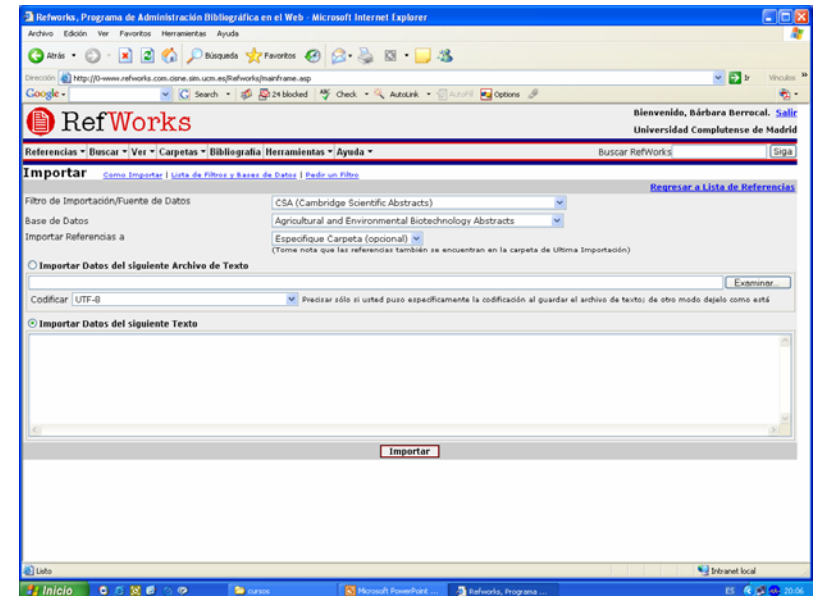 Refworks, Programa de Administración Bibliográfica en el Web - Microsoft Internet Explorer
Archivo Edición Ver Favoritos Herramientas Ayuda
Atrás Búsqueda Favoritos
Dirección http://0-www.refworks.com.cisne.sim.ucm.es/Refworks/mainframe.asp Ir Vínculos
Google Search 24 blocked Check AutoLink AutoFill Options
RefWorks
Bienvenido, Bárbara Berrocal. Salir
Universidad Complutense de Madrid
Referencias Buscar Ver Carpetas Bibliografía Herramientas Ayuda Buscar RefWorks Siga
Importar Como Importar | Lista de Filtros y Bases de Datos | Pedir un Filtro
Regresar a Lista de Referencias
Filtro de Importación/Fuente de Datos CSA (Cambridge Scientific Abstracts)
Base de Datos Agricultural and Environmental Biotechnology Abstracts
Importar Referencias a Especifique Carpeta (opcional)
(Tome nota que las referencias también se encuentran en la carpeta de Ultima Importación)
Importar Datos del siguiente Archivo de Texto
Examinar...
Codificar UTF-8 Precisar sólo si usted puso específicamente la codificación al guardar el archivo de texto; de otro modo dejelo como está
Importar Datos del siguiente Texto
Importar
Listo Intranet local
Inicio cursos Microsoft PowerPoint ... Refworks, Programa ... ES 20:06